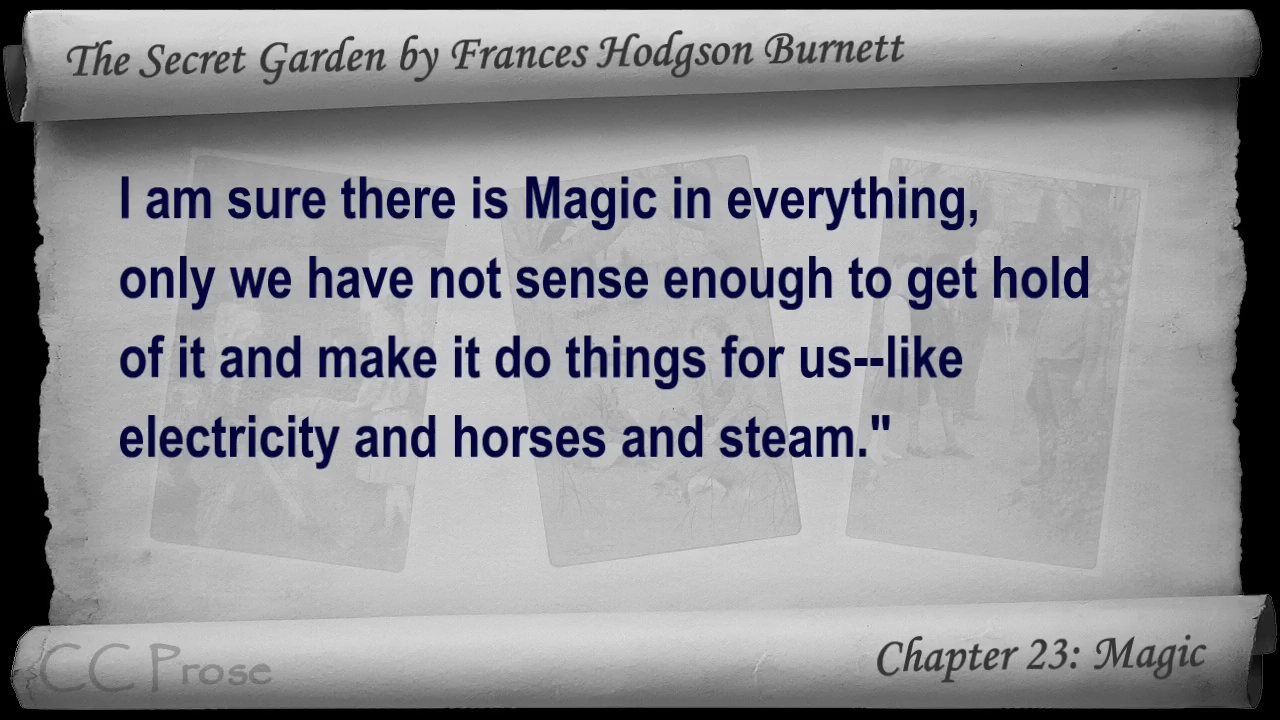 The Secret Garden by Frances Hodgson Burnett
I am sure there is Magic in everything,
only we have not sense enough to get hold
of it and make it do things for us--like
electricity and horses and steam."
CC Prose
Chapter 23: Magic